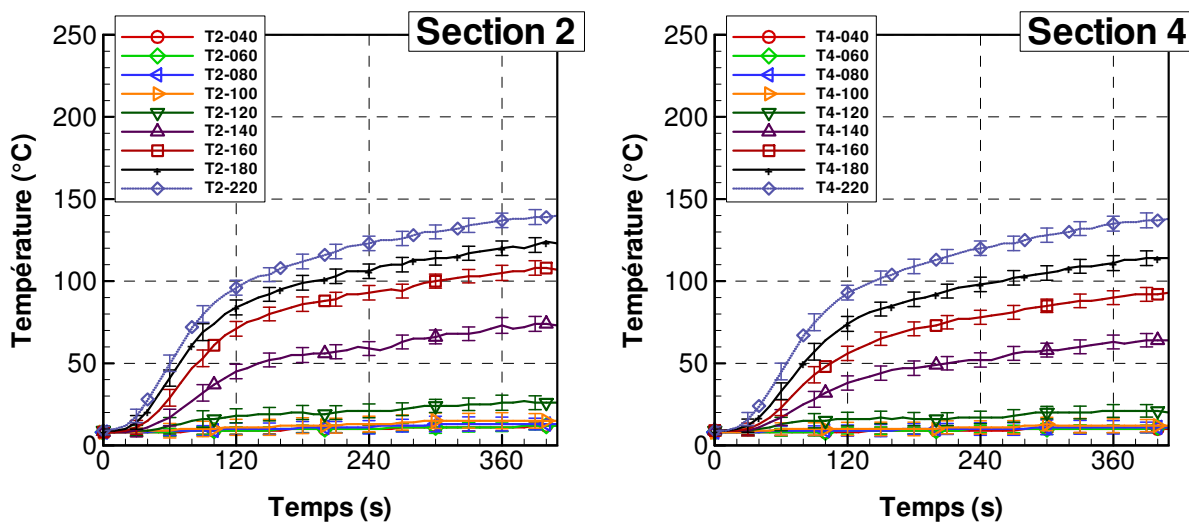 Section 2
T2-040
T2-060
T2-080
T2-100
T2-120
T2-140
T2-160
T2-180
T2-220
250
200
150
100
50
0
Température (°C)
0
120
240
360
Temps (s)
Section 4
T4-040
T4-060
T4-080
T4-100
T4-120
T4-140
T4-160
T4-180
T4-220
250
200
150
100
50
0
Température (°C)
0
120
240
360
Temps (s)